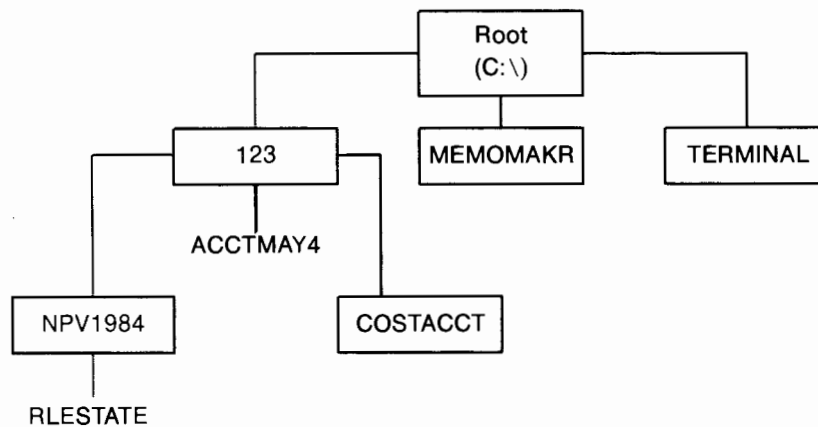 Root
(C:\)
123
MEMOMAKR
TERMINAL
ACCTMAY4
NPV1984
COSTACCT
RLESTATE